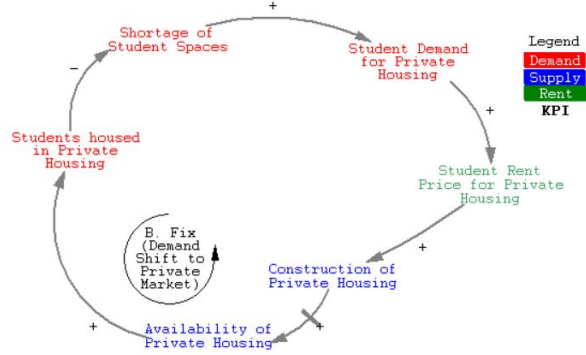 +
Shortage of
Student Spaces
Student Demand
for Private
Housing
Legend
Demand
Supply
Rent
KPI
−
+
Students housed
in Private
Housing
Student Rent
Price for Private
Housing
B. Fix
(Demand
Shift to
Private
Market)
+
Construction of
Private Housing
+
+
Availability of
Private Housing